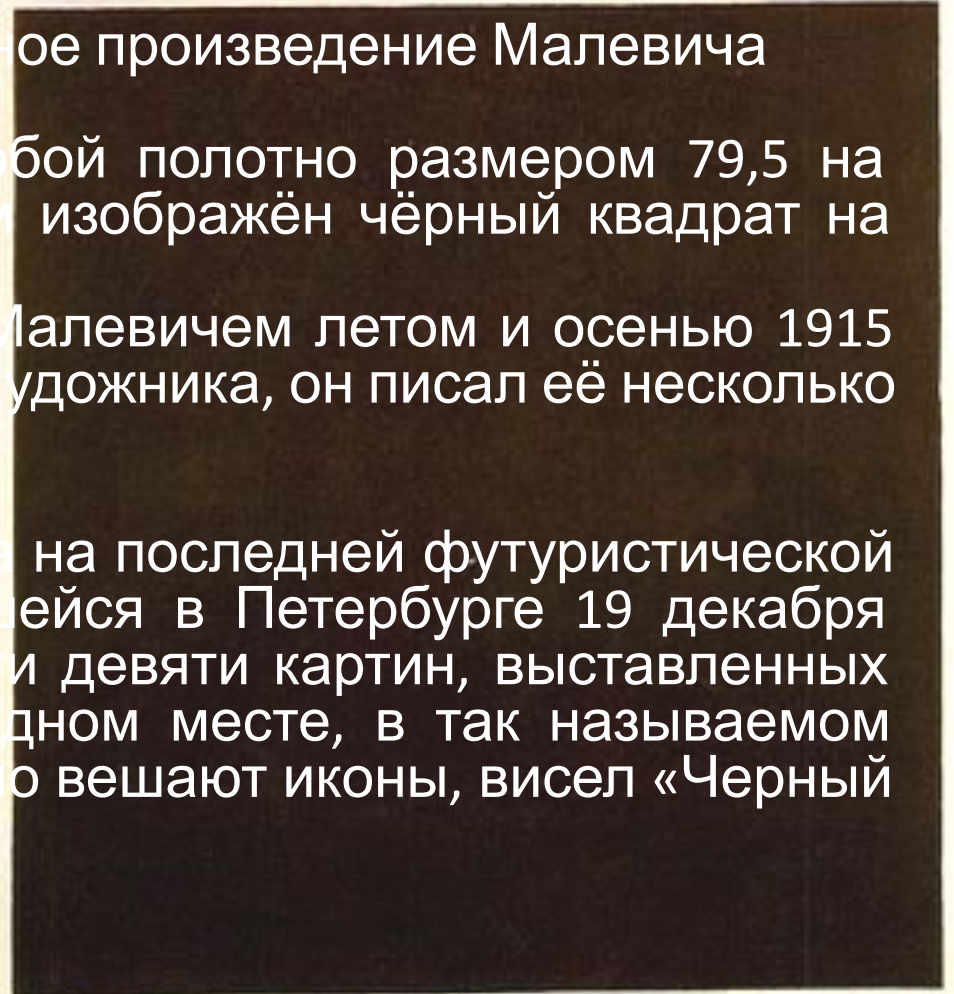 ное произведение Малевича
обой полотно размером 79,5 на
изображён чёрный квадрат на
Малевичем летом и осенью 1915
удожника, он писал её несколько
на последней футуристической
шейся в Петербурге 19 декабря
и девяти картин, выставленных
дном месте, в так называемом
о вешают иконы, висел «Черный